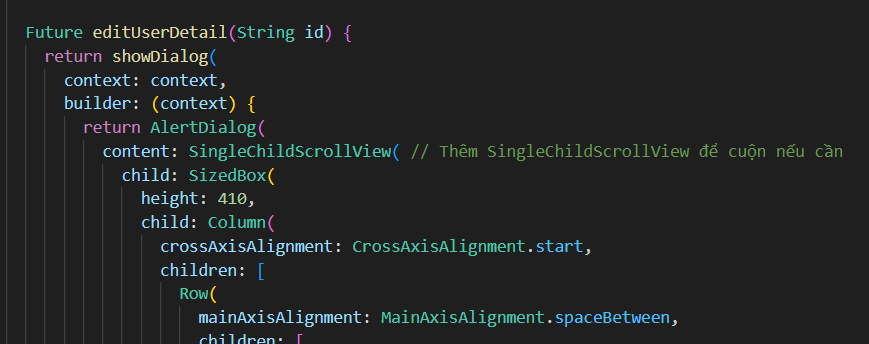 Future editUserDetail(String id) {
return showDialog(
context: context,
builder: (context) {
return AlertDialog(
content: SingleChildScrollView( // Thêm SingleChildScrollView để cuộn nếu cần
child: SizedBox(
height: 410,
child: Column(
crossAxisAlignment: CrossAxisAlignment.start,
children: [
Row(
mainAxisAlignment: MainAxisAlignment.spaceBetween,
children: [